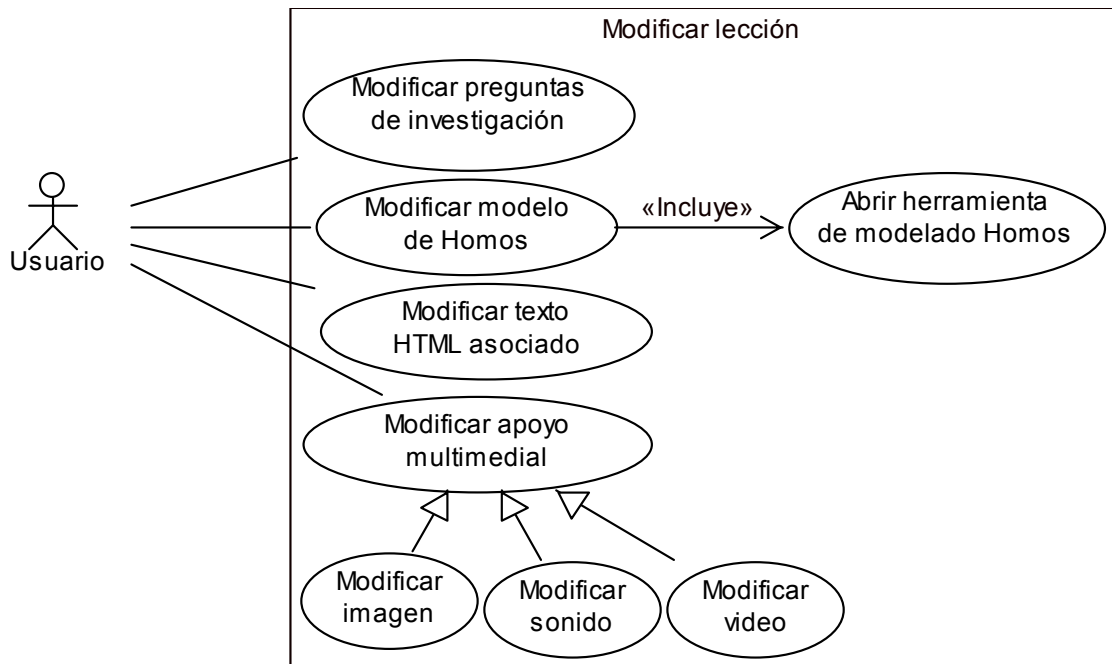 Modificar lección
Modificar preguntas
de investigación
Modificar modelo
de Homos
«Incluye»
Abrir herramienta
de modelado Homos
Usuario
Modificar texto
HTML asociado
Modificar apoyo
multimedial
Modificar
imagen
Modificar
sonido
Modificar
video